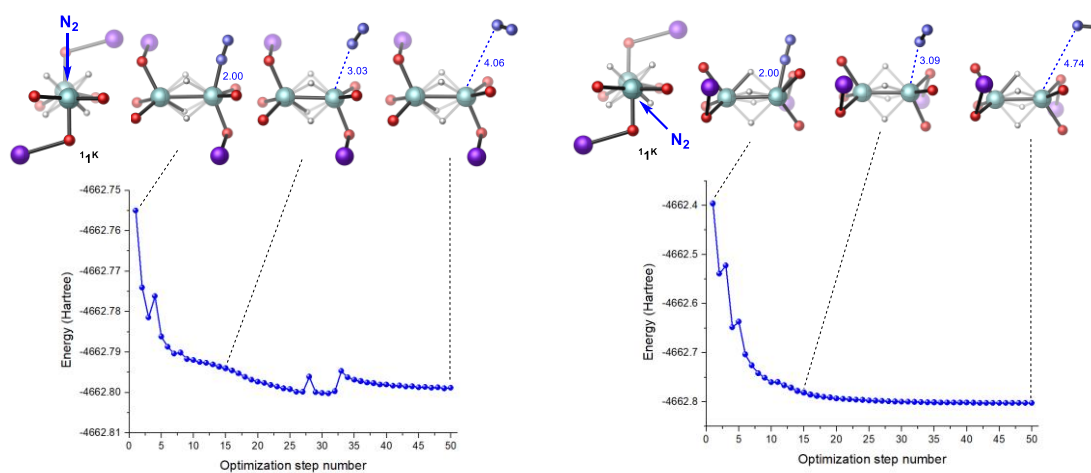 N₂
2.00
3.03
4.06
¹1ᴷ
-4662.75
-4662.76
-4662.77
-4662.78
-4662.79
-4662.80
-4662.81
Energy (Hartree)
0 5 10 15 20 25 30 35 40 45 50
Optimization step number
2.00
3.09
4.74
N₂
¹1ᴷ
-4662.4
-4662.5
-4662.6
-4662.7
-4662.8
Energy (Hartree)
0 5 10 15 20 25 30 35 40 45 50
Optimization step number